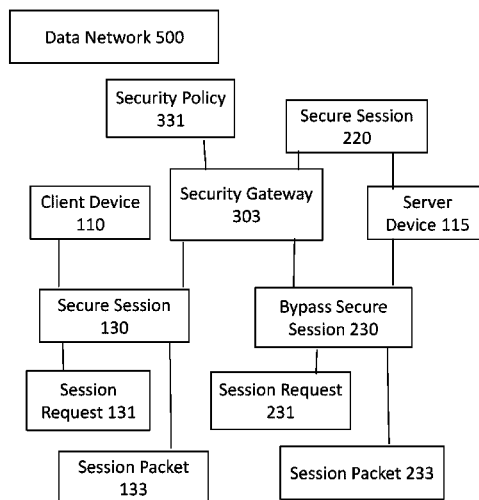 Data Network 500
Security Policy
331
Secure Session
220
Client Device
110
Security Gateway
303
Server
Device 115
Secure Session
130
Bypass Secure
Session 230
Session
Request 131
Session Request
231
Session Packet
133
Session Packet 233